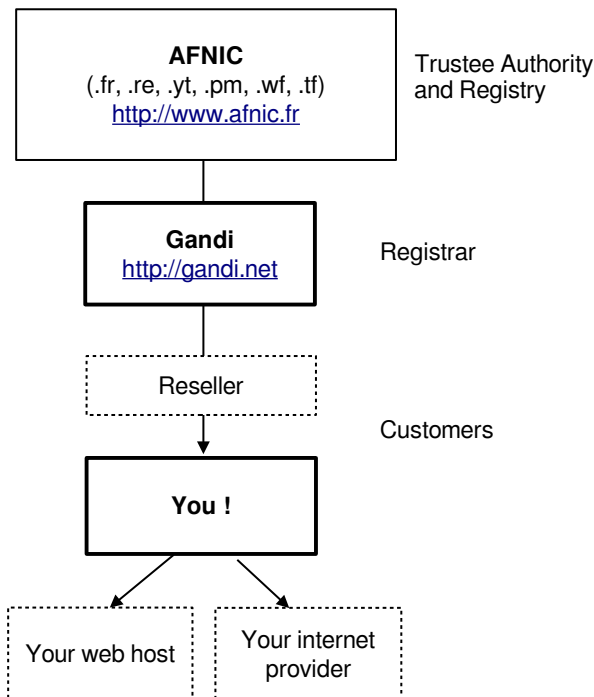 AFNIC
(.fr, .re, .yt, .pm, .wf, .tf)
http://www.afnic.fr
Trustee Authority
and Registry
Gandi
http://gandi.net
Registrar
Reseller
Customers
You !
Your web host
Your internet
provider